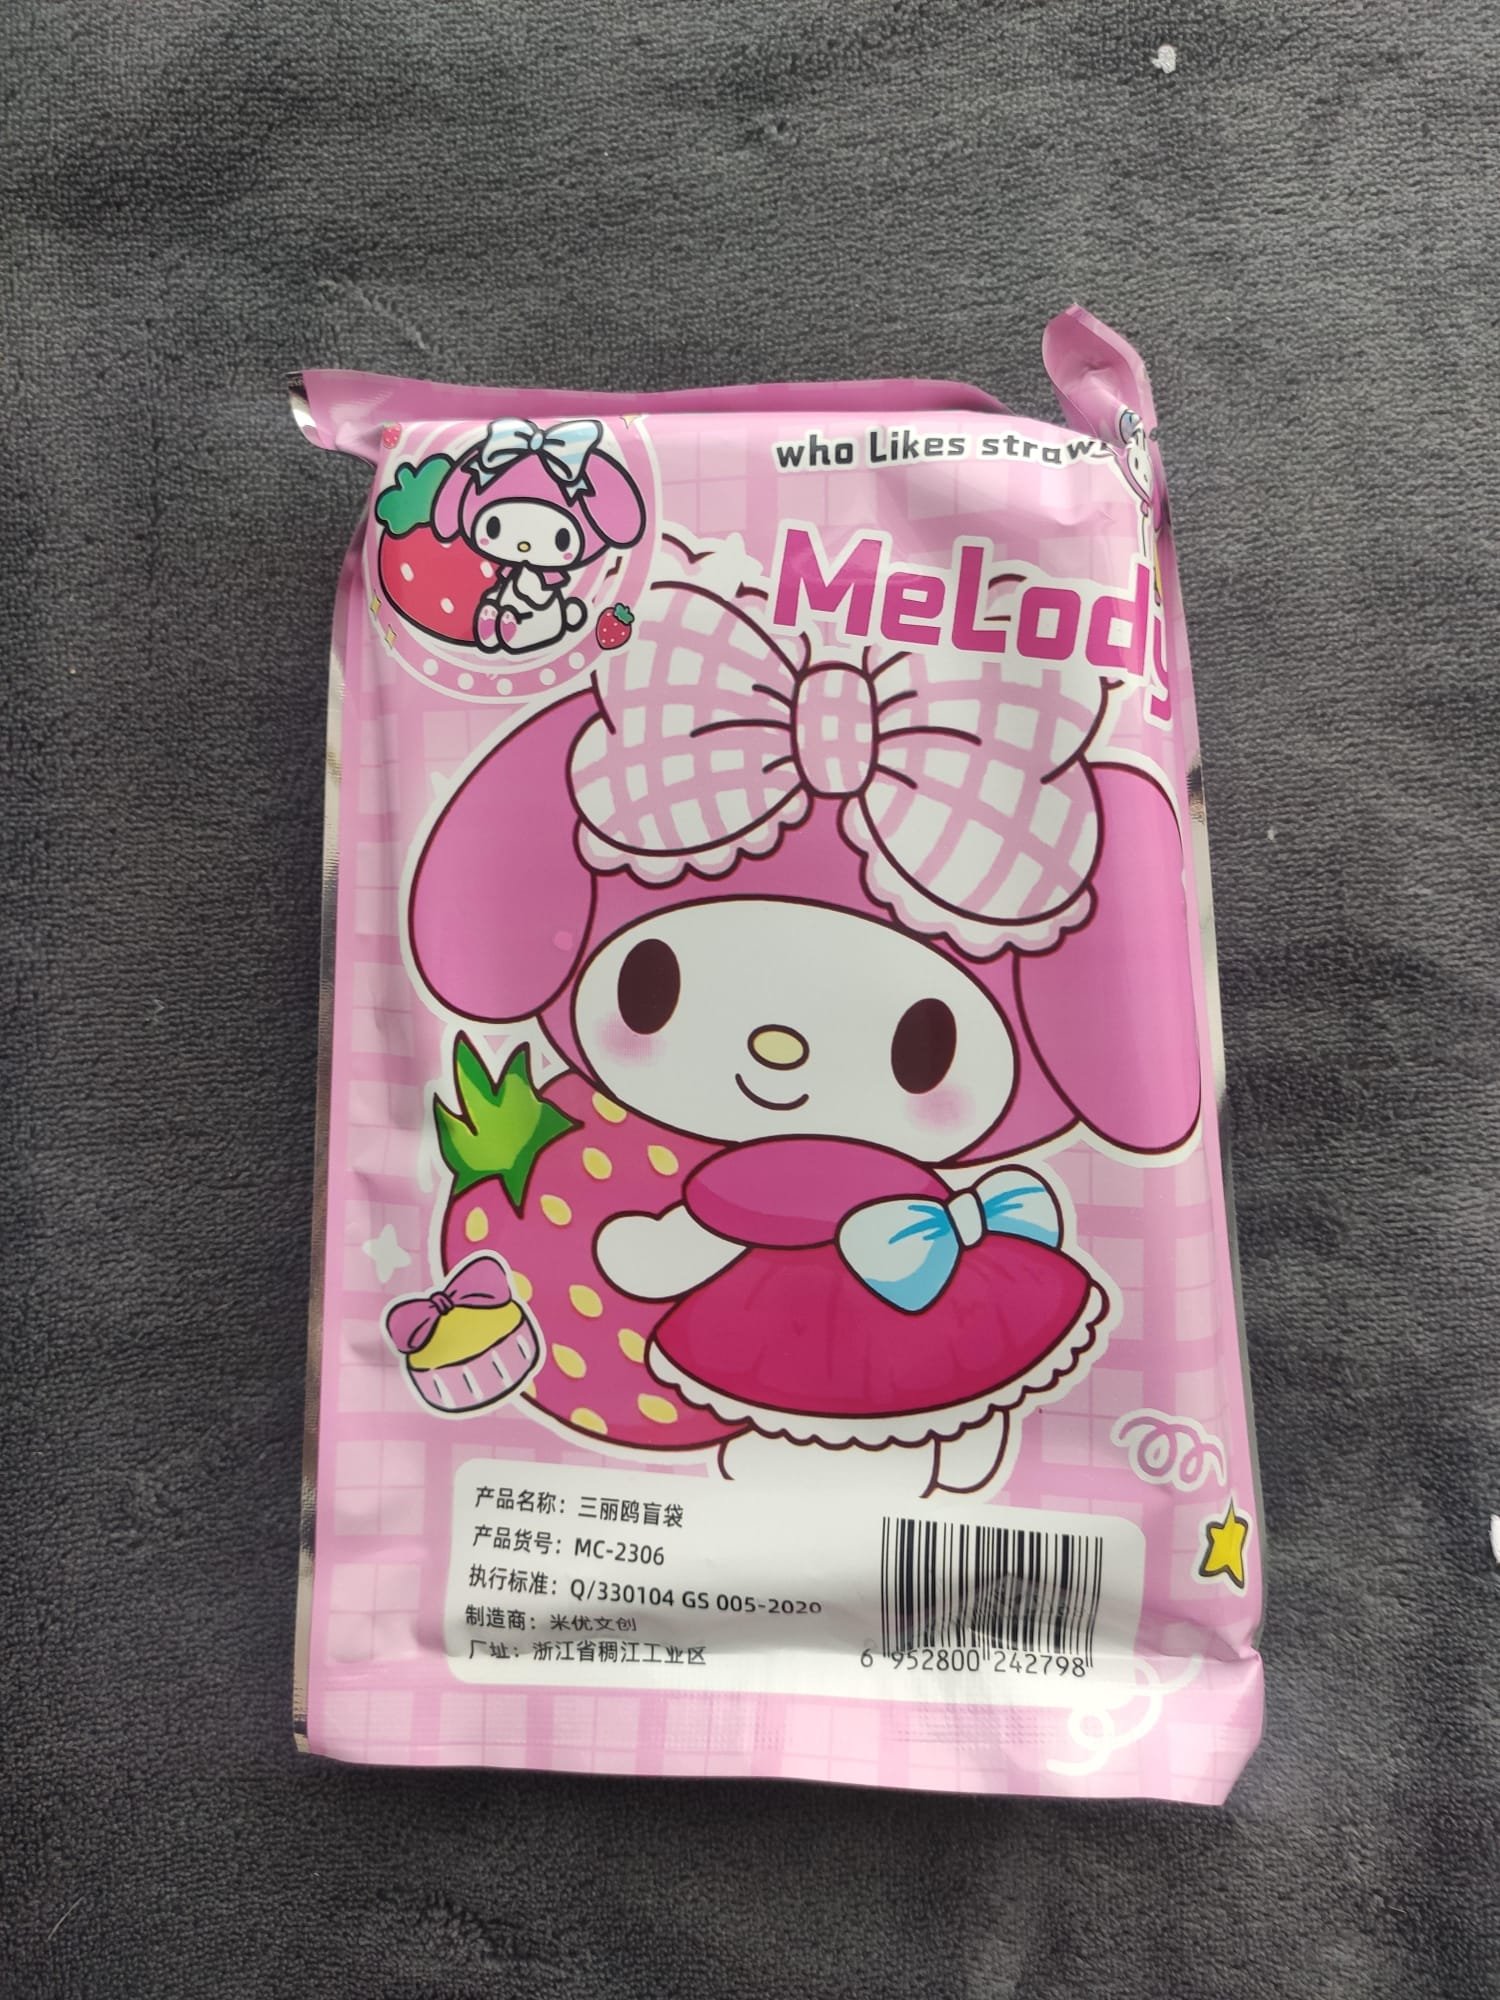 who Likes straw
Melody
产品名称：三丽鸥盲袋
产品货号：MC-2306
执行标准：Q/330104 GS 005-2020
制造商：米优文创
厂址：浙江省稠江工业区
6 952800 242798